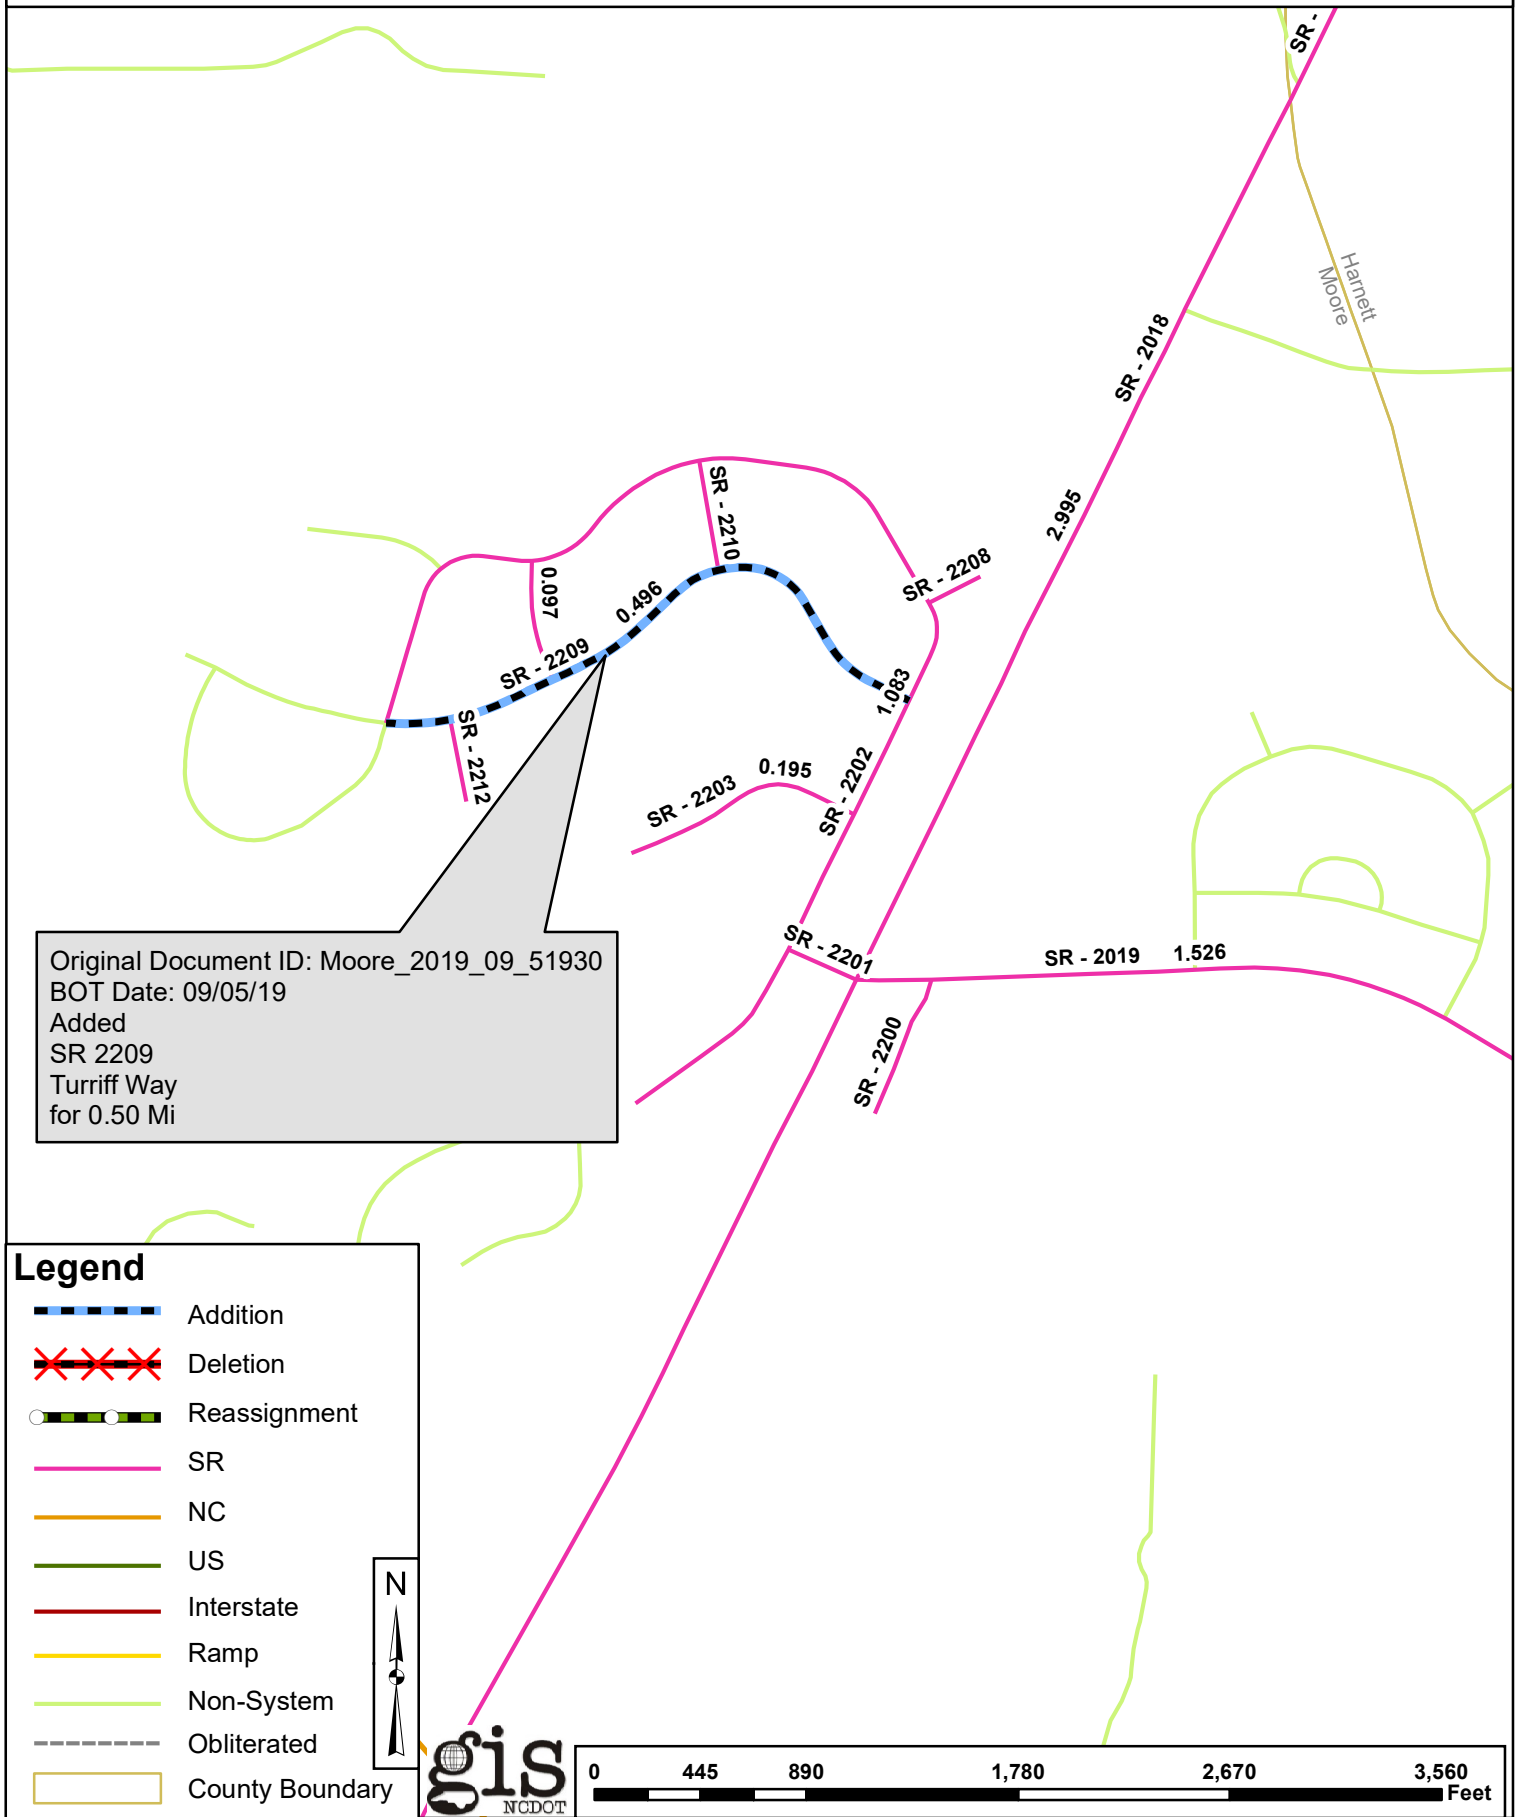 SR -
Harnett
Moore
SR - 2018
2.995
SR - 2210
SR - 2208
0.097
0.496
SR - 2209
1.083
SR - 2212
SR - 2202
0.195
SR - 2203
SR - 2201
SR - 2019
1.526
SR - 2200
Original Document ID: Moore_2019_09_51930
BOT Date: 09/05/19
Added
SR 2209
Turriff Way
for 0.50 Mi
Legend
Addition
Deletion
Reassignment
SR
NC
US
Interstate
Ramp
Non-System
Obliterated
County Boundary
N
gis
NCDOT
0 445 890 1,780 2,670 3,560
Feet